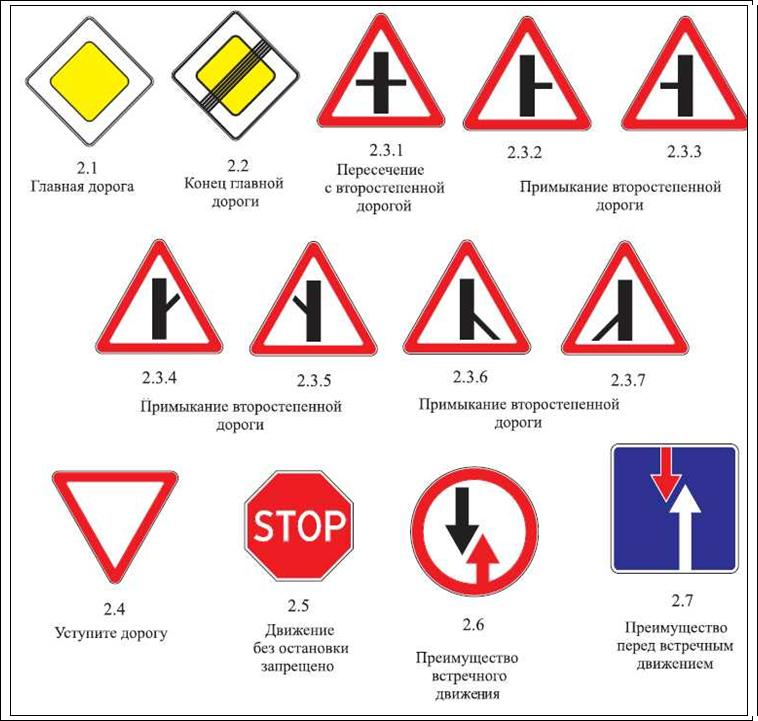 2.1
Главная дорога
2.2
Конец главной
дороги
2.3.1
Пересечение
с второстепенной
дорогой
2.3.2
2.3.3
Примыкание второстепенной
дороги
2.3.4
2.3.5
Примыкание второстепенной
дороги
2.3.6
2.3.7
Примыкание второстепенной
дороги
2.4
Уступите дорогу
STOP
2.5
Движение
без остановки
запрещено
2.6
Преимущество
встречного
движения
2.7
Преимущество
перед встречным
движением